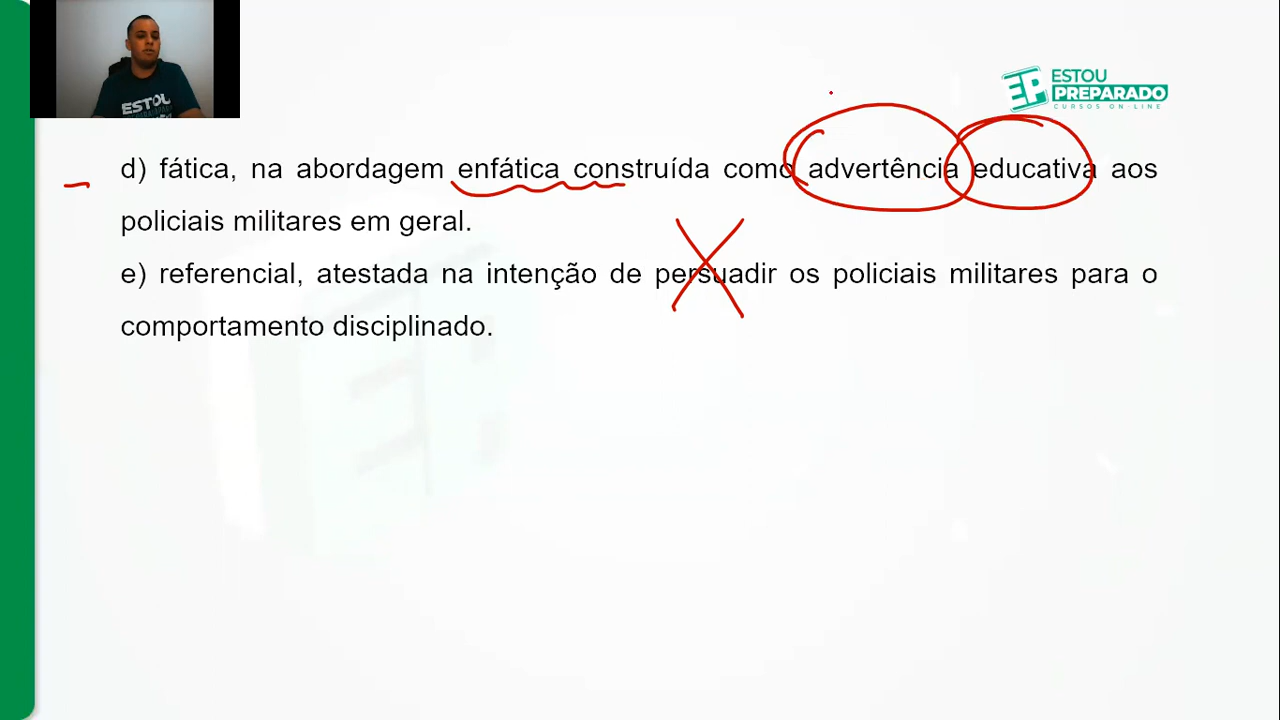 ESTOU
ESTOU
PREPARADO
CURSOS ON-LINE
d) fática, na abordagem enfática construída como advertência educativa aos
policiais militares em geral.
e) referencial, atestada na intenção de persuadir os policiais militares para o
comportamento disciplinado.